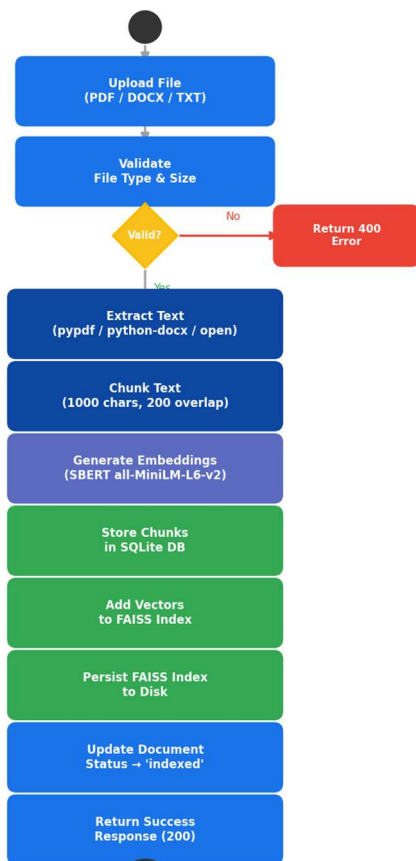 Upload File
(PDF / DOCX / TXT)
Validate
File Type & Size
Valid?
No
Return 400
Error
Yes
Extract Text
(pypdf / python-docx / open)
Chunk Text
(1000 chars, 200 overlap)
Generate Embeddings
(SBERT all-MiniLM-L6-v2)
Store Chunks
in SQLite DB
Add Vectors
to FAISS Index
Persist FAISS Index
to Disk
Update Document
Status → 'indexed'
Return Success
Response (200)